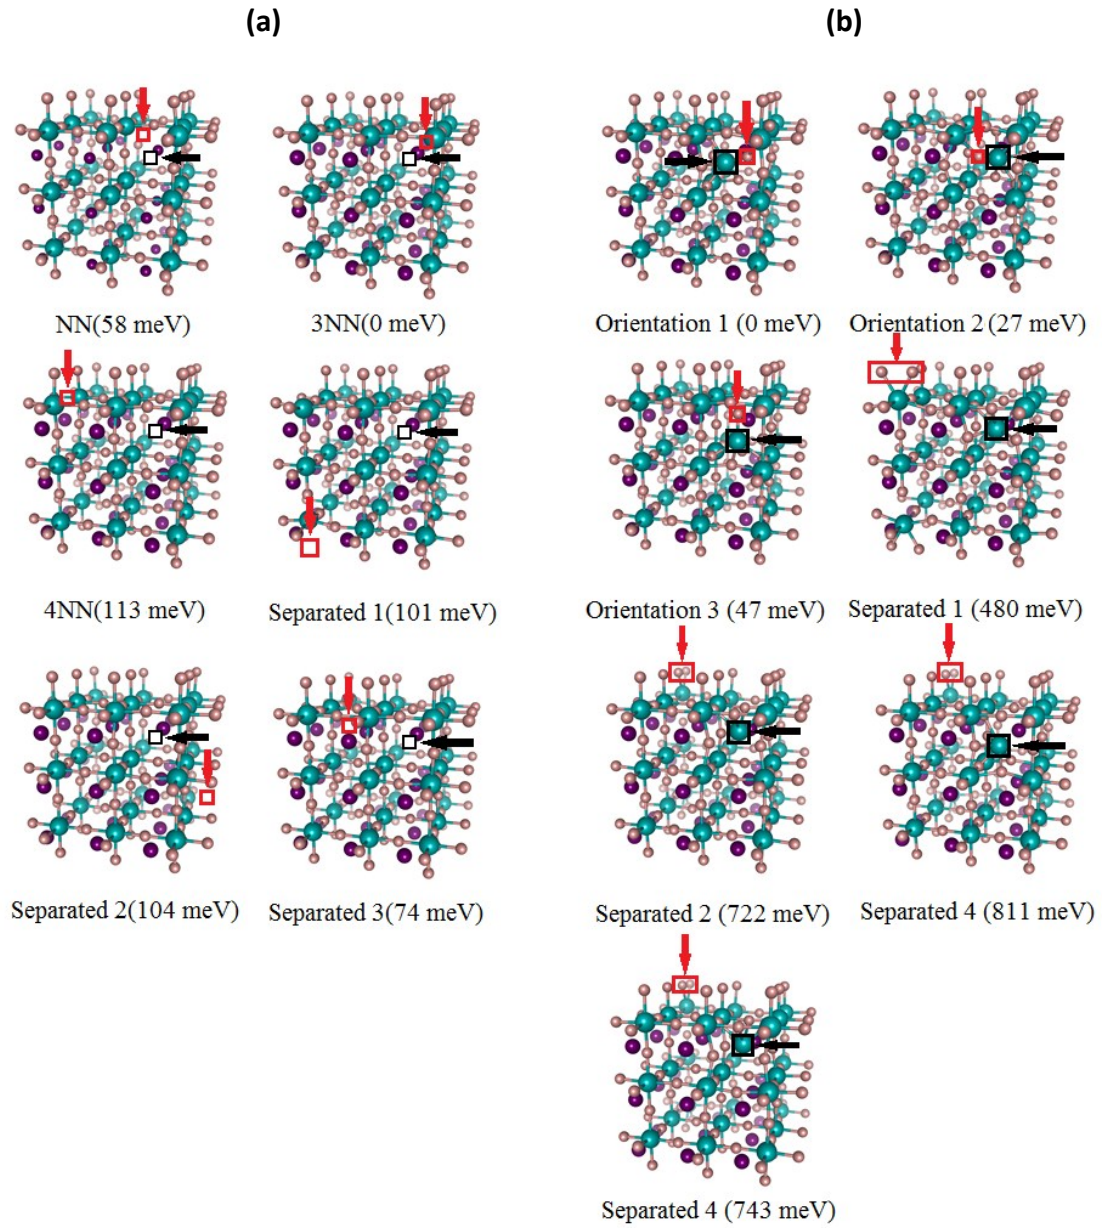 (a) (b)
NN(58 meV) 3NN(0 meV) Orientation 1 (0 meV) Orientation 2 (27 meV)
4NN(113 meV) Separated 1(101 meV) Orientation 3 (47 meV) Separated 1 (480 meV)
Separated 2(104 meV) Separated 3(74 meV) Separated 2 (722 meV) Separated 4 (811 meV)
Separated 4 (743 meV)